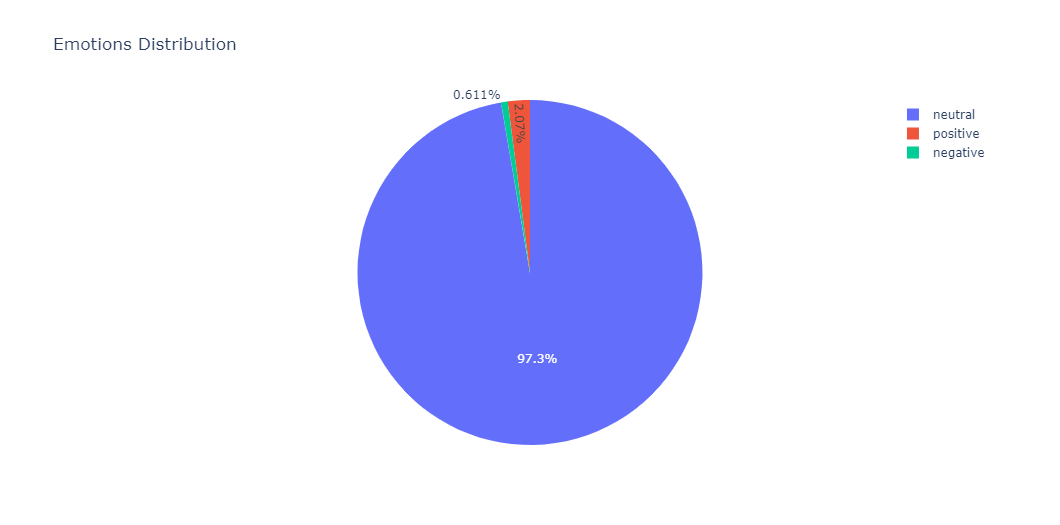 Emotions Distribution
0.611%
2.07%
97.3%
neutral
positive
negative